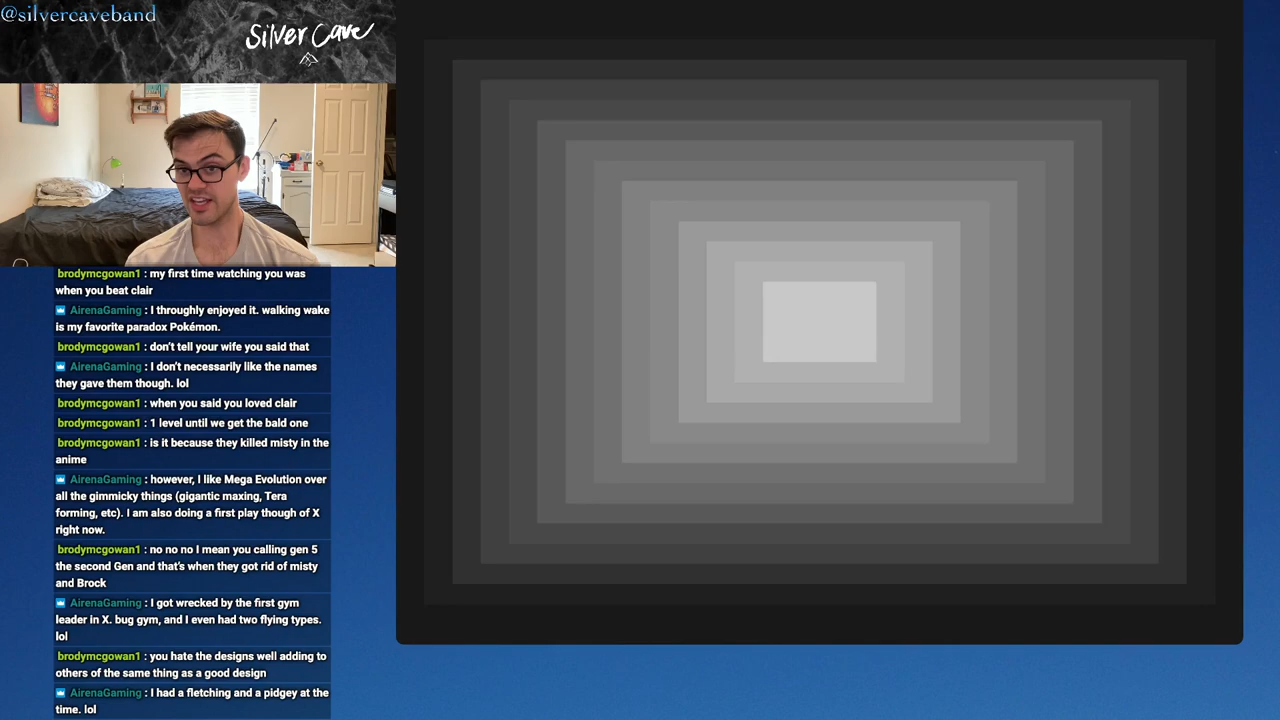 @silvercaveband
Silver Cave
brodymcgowan1 : my first time watching you was
when you beat clair
AirenaGaming : I throughly enjoyed it. walking wake
is my favorite paradox Pokémon.
brodymcgowan1 : don't tell your wife you said that
AirenaGaming : I don't necessarily like the names
they gave them though. lol
brodymcgowan1 : when you said you loved clair
brodymcgowan1 : 1 level until we get the bald one
brodymcgowan1 : is it because they killed misty in the
anime
AirenaGaming : however, I like Mega Evolution over
all the gimmicky things (gigantic maxing, Tera
forming, etc). I am also doing a first play though of X
right now.
brodymcgowan1 : no no no I mean you calling gen 5
the second Gen and that's when they got rid of misty
and Brock
AirenaGaming : I got wrecked by the first gym
leader in X. bug gym, and I even had two flying types.
lol
brodymcgowan1 : you hate the designs well adding to
others of the same thing as a good design
AirenaGaming : I had a fletching and a pidgey at the
time. lol